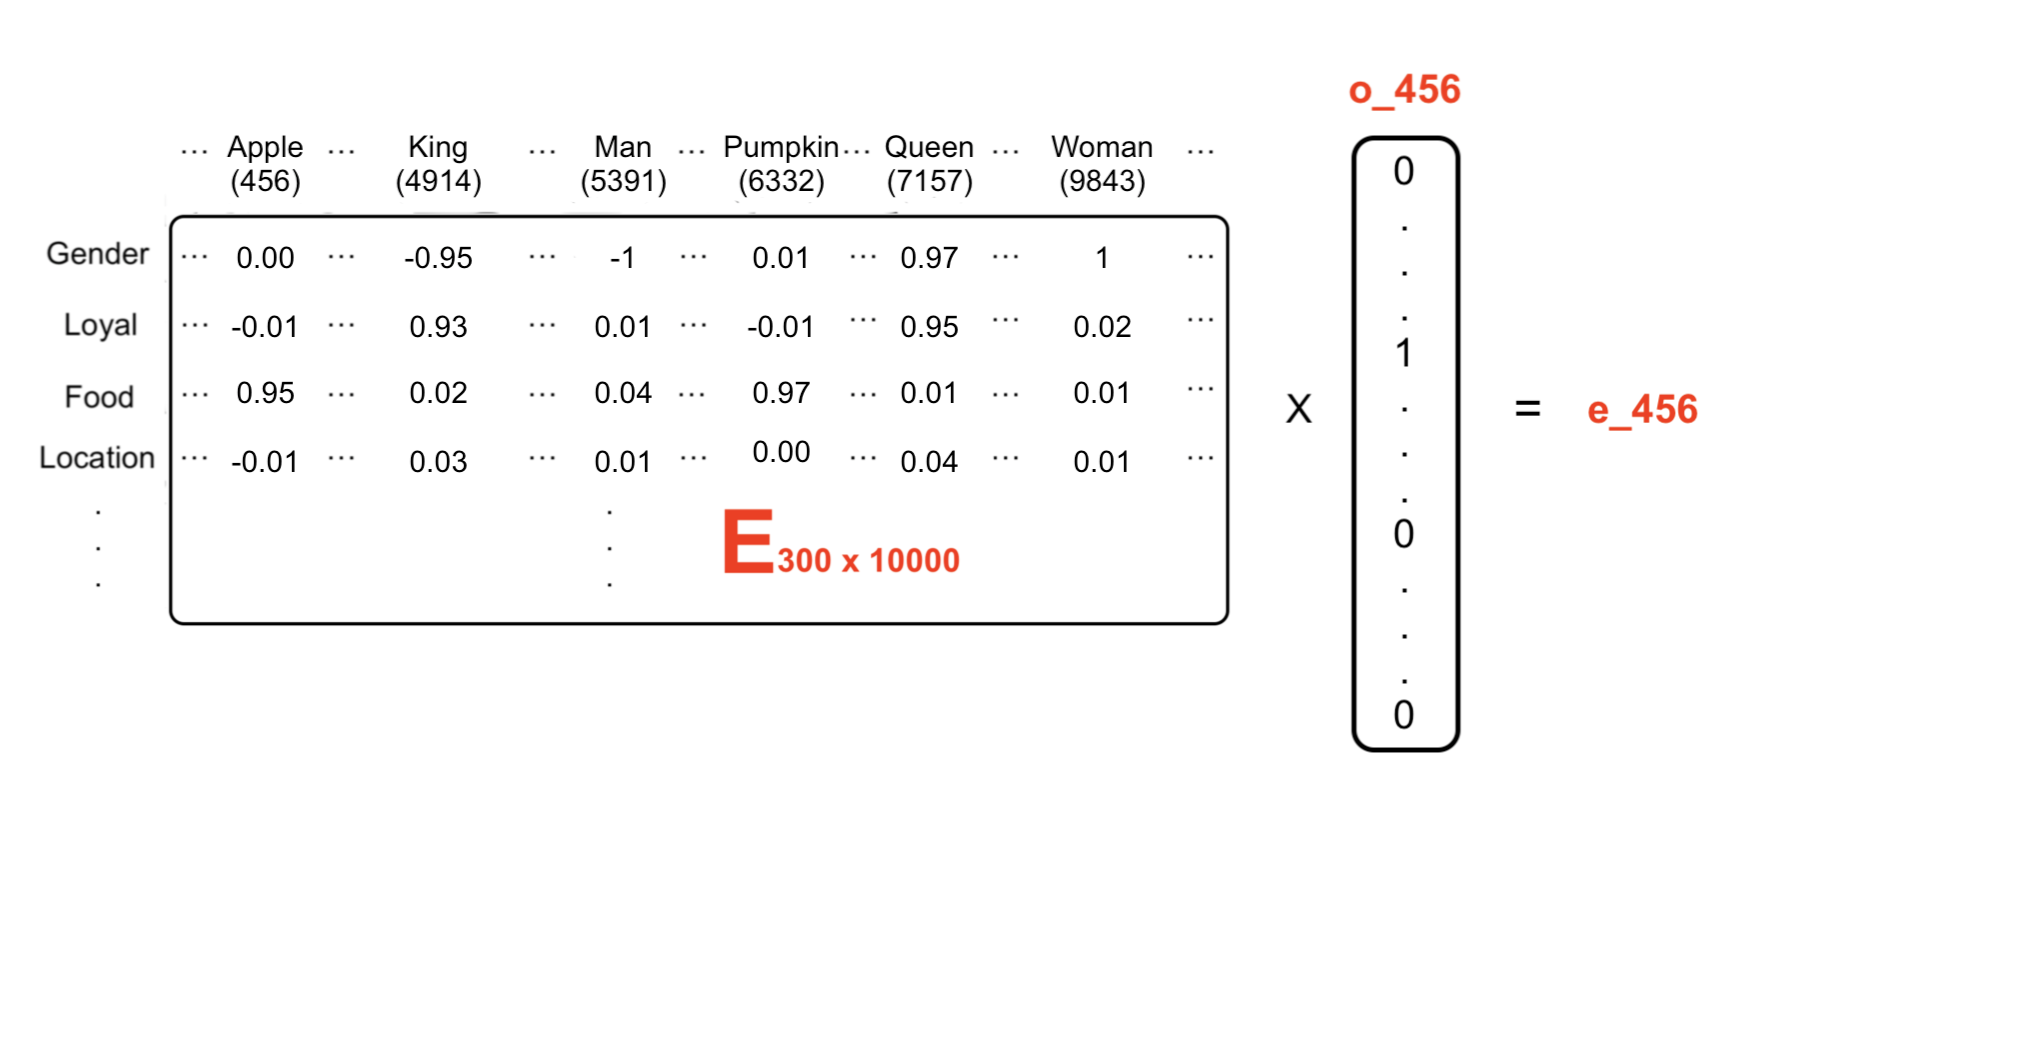 o_456
... Apple ... King ... Man ... Pumpkin... Queen ... Woman ...
(456) (4914) (5391) (6332) (7157) (9843)
Gender ... 0.00 ... -0.95 ... -1 ... 0.01 ... 0.97 ... 1 ...
Loyal ... -0.01 ... 0.93 ... 0.01 ... -0.01 ... 0.95 ... 0.02 ...
Food ... 0.95 ... 0.02 ... 0.04 ... 0.97 ... 0.01 ... 0.01 ...
Location ... -0.01 ... 0.03 ... 0.01 ... 0.00 ... 0.04 ... 0.01 ...
. .
. .
. .
E300 x 10000
X
0
.
.
.
1
.
.
.
0
.
.
.
0
= e_456